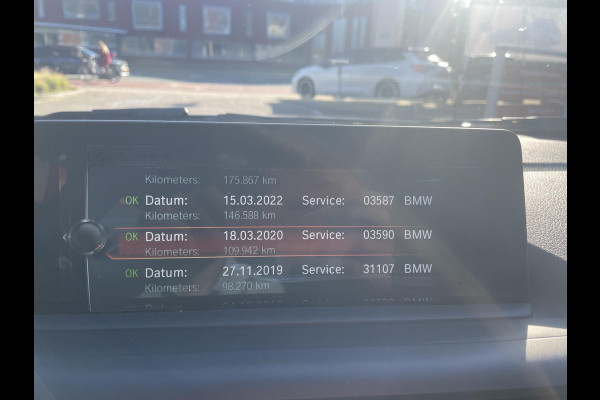 Kilometers: 175.867 km
OK Datum: 15.03.2022 Service: 03587 BMW
Kilometers: 146.588 km
OK Datum: 18.03.2020 Service: 03590 BMW
Kilometers: 109.942 km
OK Datum: 27.11.2019 Service: 31107 BMW
Kilometers: 98.270 km